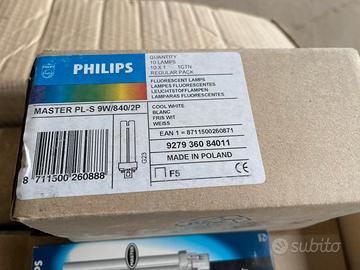 PHILIPS
QUANTITY
10 LAMPS
10 X 1 1CTN
REGULAR PACK
FLUORESCENT LAMPS
LAMPES FLUORESCENTES
LEUCHTSTOFFLAMPEN
LAMPARAS FLUORESCENTES
MASTER PL-S 9W/840/2P
COOL WHITE
BLANC
FRIS WIT
WEISS
G23
EAN 1 = 8711500260871
9279 360 84011
MADE IN POLAND
F5
8 711500 260888
subito